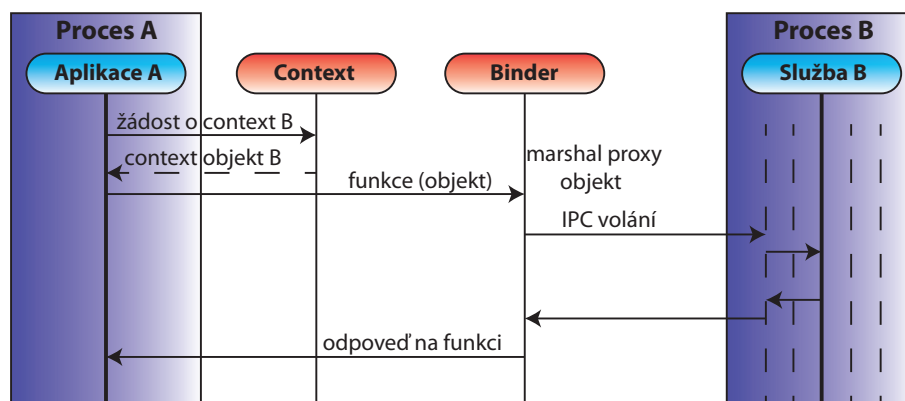 Proces A
Proces B
Aplikace A
Context
Binder
Služba B
žádost o context B
context objekt B
marshal proxy
objekt
funkce (objekt)
IPC volání
odpoveď na funkci